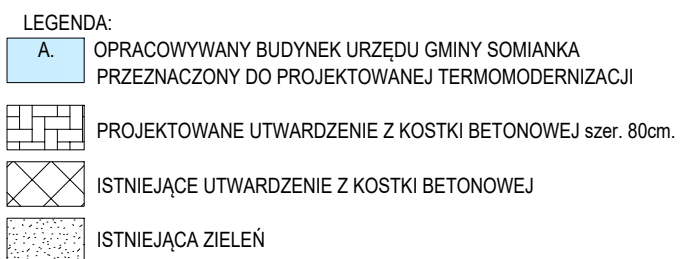 LEGENDA:
A. OPRACOWYWANY BUDYNEK URZĘDU GMINY SOMIANKA
PRZEZNACZONY DO PROJEKTOWANEJ TERMOMODERNIZACJI
PROJEKTOWANE UTWARDZENIE Z KOSTKI BETONOWEJ szer. 80cm.
ISTNIEJĄCE UTWARDZENIE Z KOSTKI BETONOWEJ
ISTNIEJĄCA ZIELEŃ